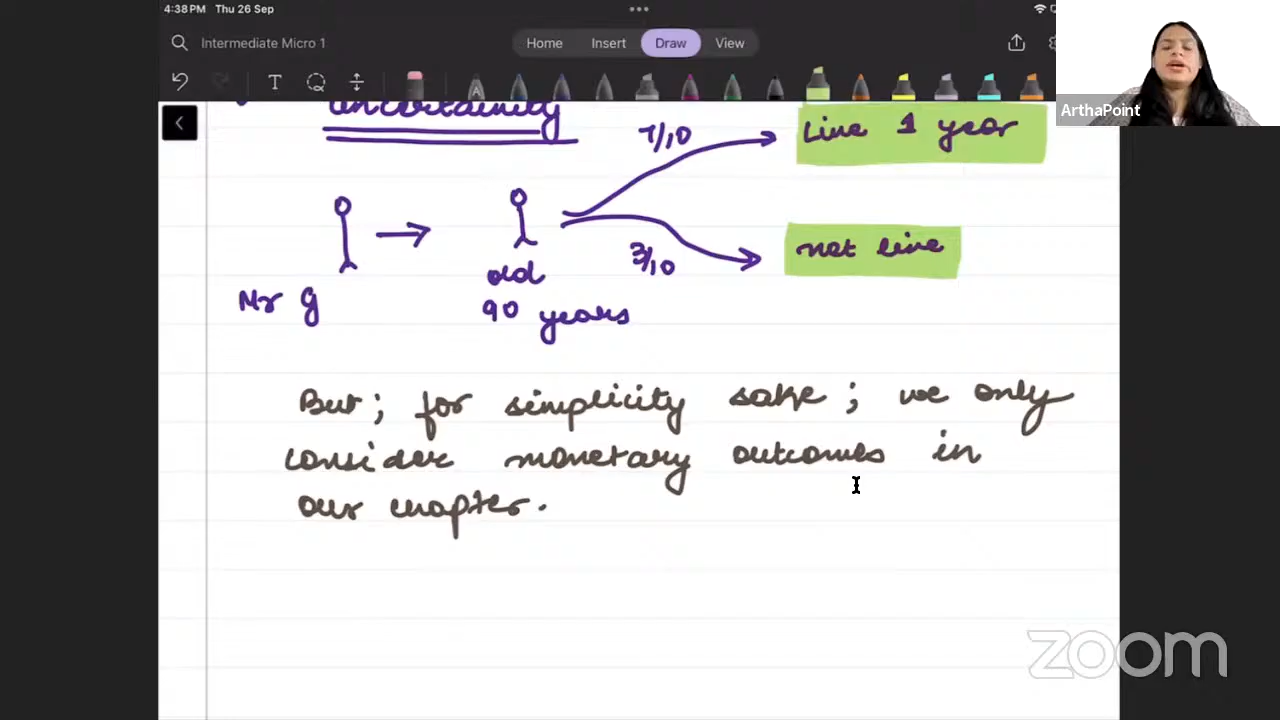 4:38 PM Thu 26 Sep
Intermediate Micro 1
Home Insert Draw View
ArthaPoint
uncertainity
7/10
Live 1 year
3/10
not live
old
Mr g
90 years
But; for simplicity sake; we only
consider monetary outcomes in
our chapter.
zoom